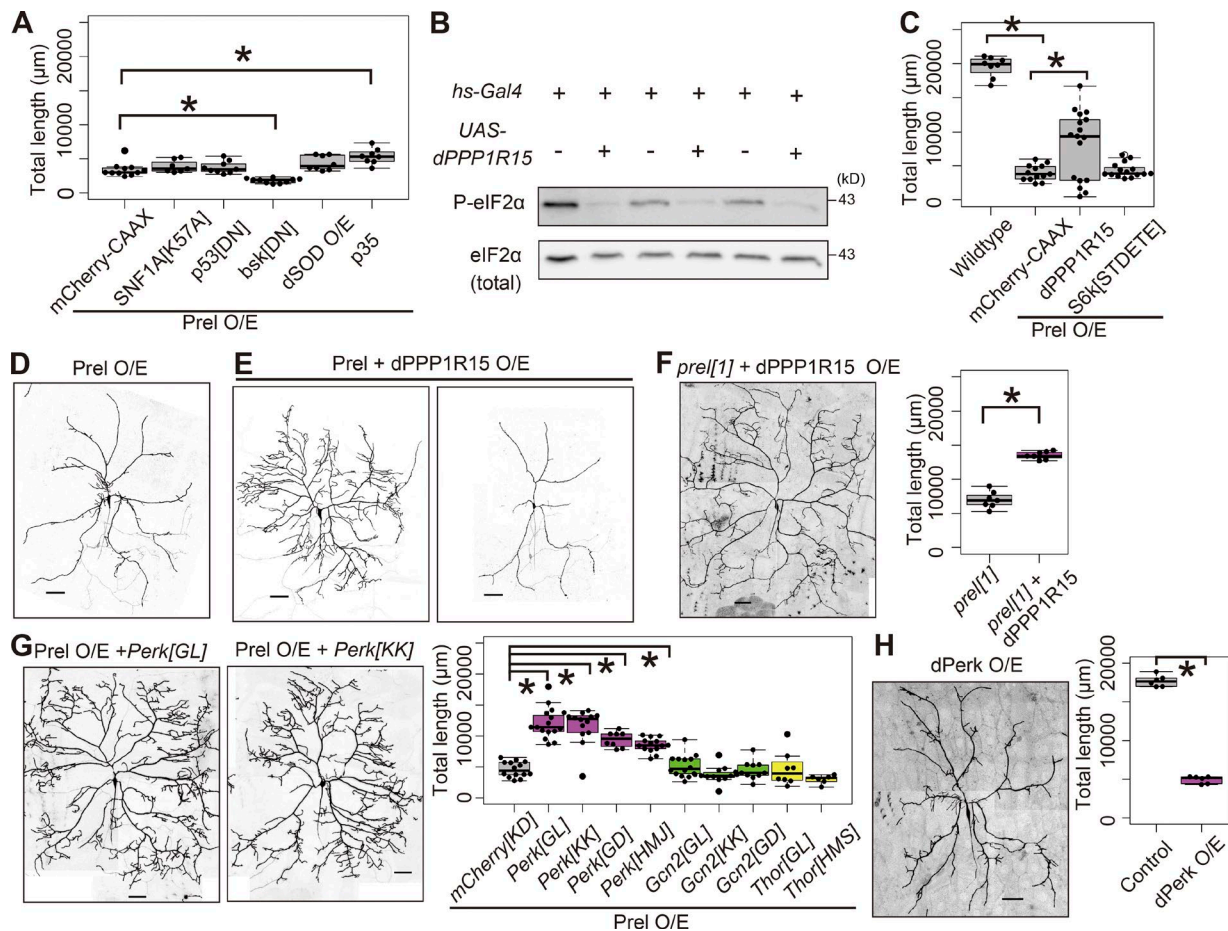 A
Total length (µm)
20000
10000
0
*
*
mCherry-CAAX
SNF1A[K57A]
p53[DN]
bsk[DN]
dSOD O/E
p35
Prel O/E
B
hs-Gal4 + + + + + +
UAS-
dPPP1R15 - + - + - +
(kD)
P-eIF2α 43
eIF2α 43
(total)
C
Total length (µm)
20000
10000
0
*
*
Wildtype
mCherry-CAAX
dPPP1R15
S6k[STDETE]
Prel O/E
D
Prel O/E
E
Prel + dPPP1R15 O/E
F
prel[1] + dPPP1R15 O/E
Total length (µm)
20000
10000
0
*
prel[1]
prel[1] +
dPPP1R15
G
Prel O/E +Perk[GL]
Prel O/E + Perk[KK]
Total length (µm)
20000
10000
0
* * * *
mCherry[KD]
Perk[GL]
Perk[KK]
Perk[GD]
Perk[HMJ]
Gcn2[GL]
Gcn2[KK]
Gcn2[GD]
Thor[GL]
Thor[HMS]
Prel O/E
H
dPerk O/E
Total length (µm)
20000
10000
0
*
Control
dPerk O/E